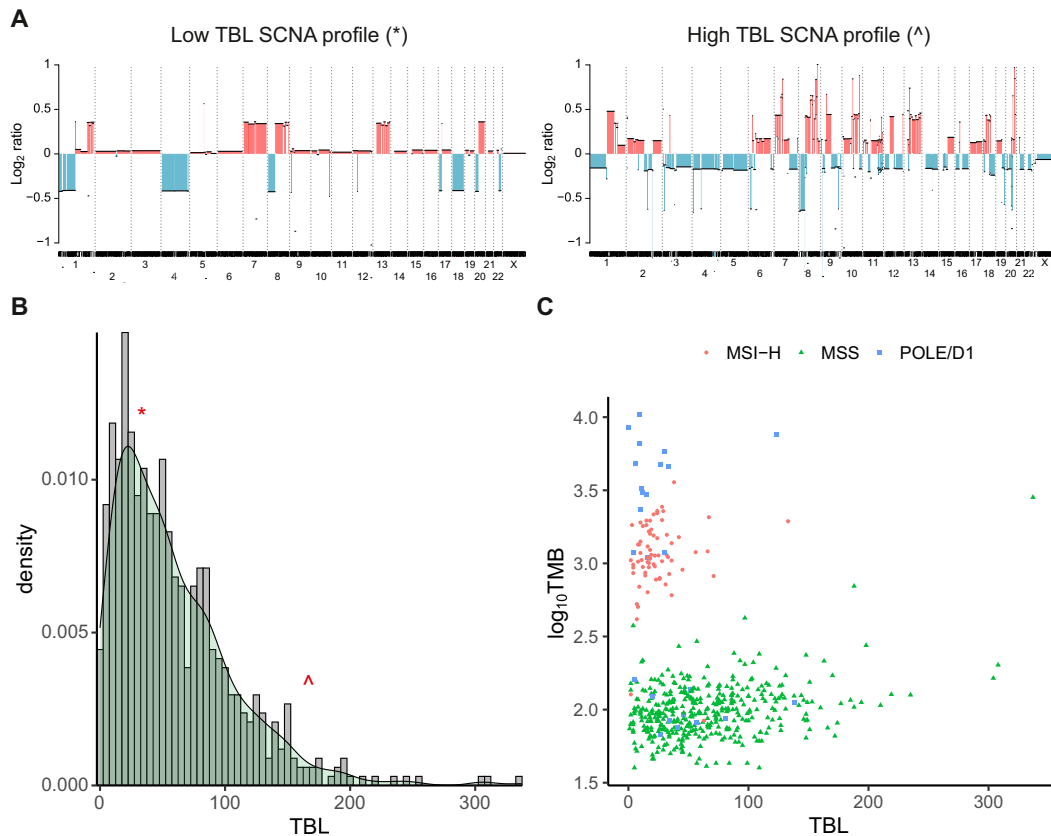 A
Low TBL SCNA profile (*)
High TBL SCNA profile (^)
Log2 ratio
1
0.5
0
−0.5
−1
1 3 5 7 9 11 13 15 17 19 21 X
2 4 6 8 10 12 14 16 18 20 22
Log2 ratio
1
0.5
0
−0.5
−1
1 3 5 7 9 11 13 15 17 19 21 X
2 4 6 8 10 12 14 16 18 20 22
B
density
0.010
0.005
0.000
*
^
0 100 200 300
TBL
C
MSI−H MSS POLE/D1
log10TMB
4.0
3.5
3.0
2.5
2.0
1.5
0 100 200 300
TBL